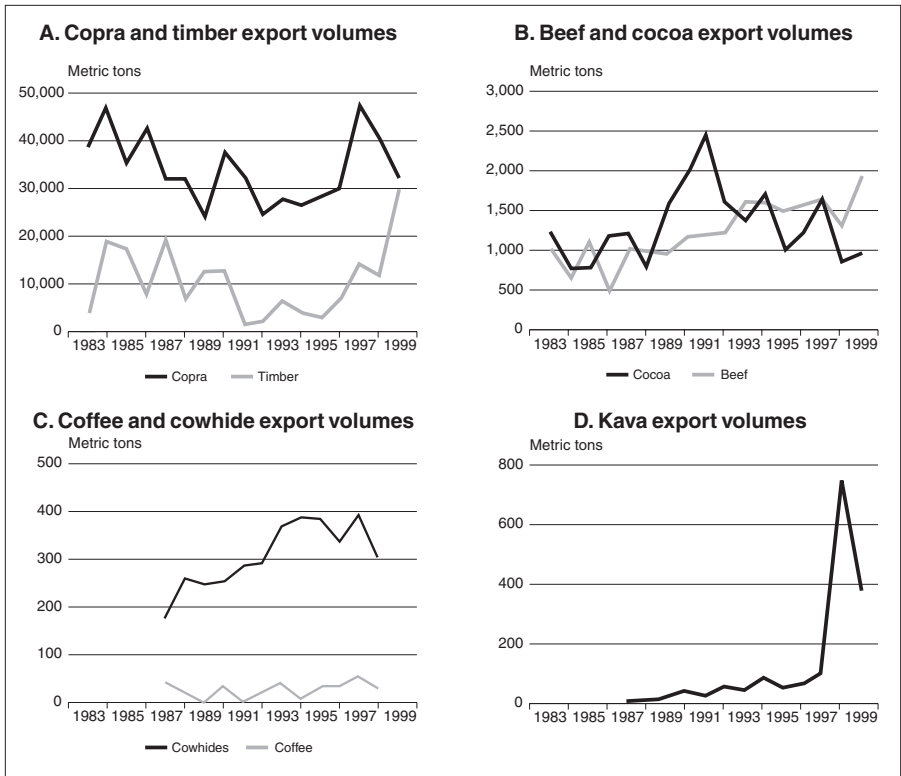 A. Copra and timber export volumes
Metric tons
50,000
40,000
30,000
20,000
10,000
0
1983 1985 1987 1989 1991 1993 1995 1997 1999
Copra Timber
B. Beef and cocoa export volumes
Metric tons
3,000
2,500
2,000
1,500
1,000
500
0
1983 1985 1987 1989 1991 1993 1995 1997 1999
Cocoa Beef
C. Coffee and cowhide export volumes
Metric tons
500
400
300
200
100
0
1983 1985 1987 1989 1991 1993 1995 1997 1999
Cowhides Coffee
D. Kava export volumes
Metric tons
800
600
400
200
0
1983 1985 1987 1989 1991 1993 1995 1997 1999